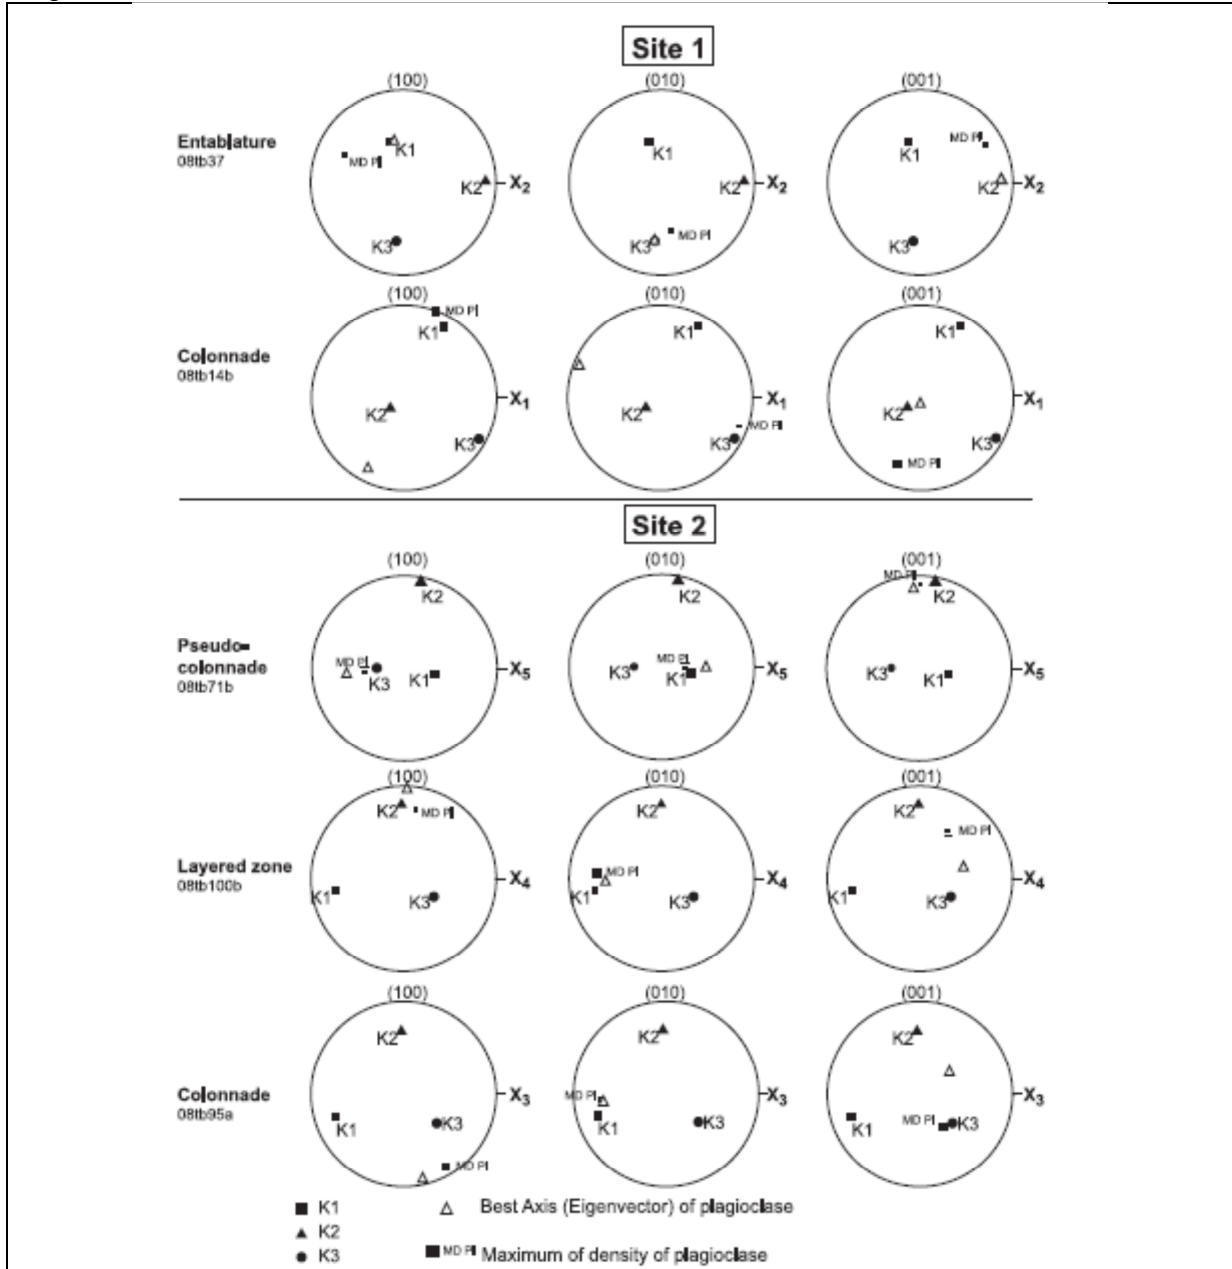 Site 1
(100) (010) (001)
Entablature
08tb37
K1 MD Pl K2 X2 K3
K1 K2 X2 K3 MD Pl
K1 MD Pl K2 X2 K3
(100) (010) (001)
Colonnade
08tb14b
MD Pl K1 K2 X1 K3
K1 K2 X1 K3 MD Pl
K1 K2 X1 K3 MD Pl
Site 2
(100) (010) (001)
Pseudo-
colonnade
08tb71b
K2 MD Pl K3 K1 X5
K2 K3 MD Pl K1 X5
MD Pl K2 K3 K1 X5
(100) (010) (001)
Layered zone
08tb100b
K2 MD Pl K1 K3 X4
K2 MD Pl K1 K3 X4
K2 MD Pl K1 K3 X4
(100) (010) (001)
Colonnade
08tb95a
K2 X3 K1 K3 MD Pl
K2 MD Pl X3 K1 K3
K2 X3 K1 MD Pl K3
K1 Best Axis (Eigenvector) of plagioclase
K2
K3 MD Pl Maximum of density of plagioclase